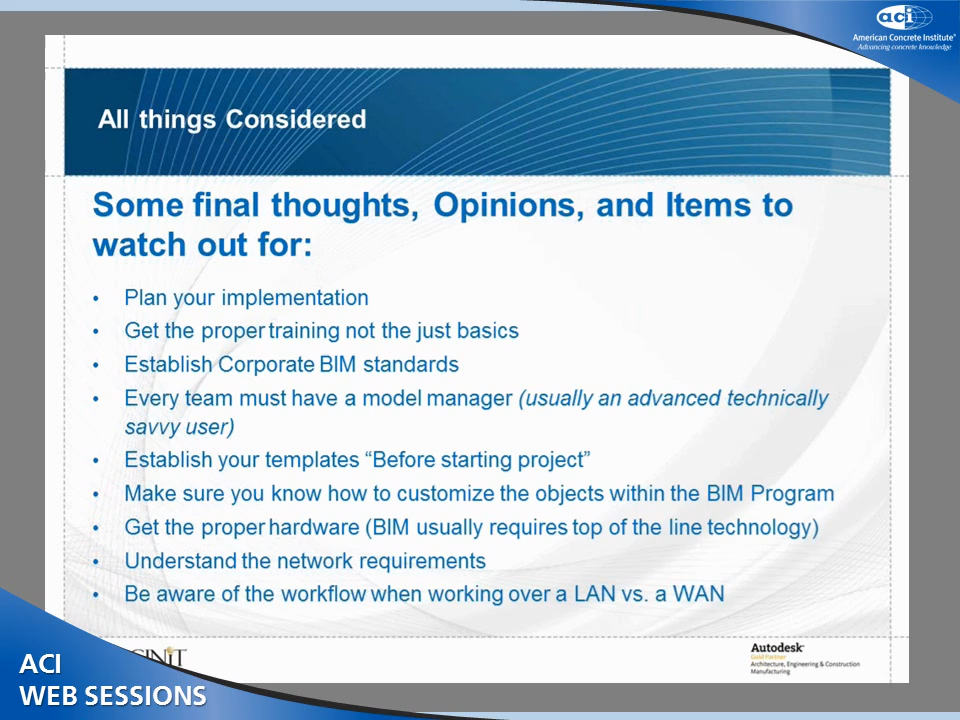 aci
American Concrete Institute®
Advancing concrete knowledge
All things Considered
Some final thoughts, Opinions, and Items to
watch out for:
• Plan your implementation
• Get the proper training not the just basics
• Establish Corporate BIM standards
• Every team must have a model manager (usually an advanced technically
savvy user)
• Establish your templates “Before starting project”
• Make sure you know how to customize the objects within the BIM Program
• Get the proper hardware (BIM usually requires top of the line technology)
• Understand the network requirements
• Be aware of the workflow when working over a LAN vs. a WAN
Autodesk
Gold Partner
Architecture, Engineering & Construction
Manufacturing
ACI
WEB SESSIONS